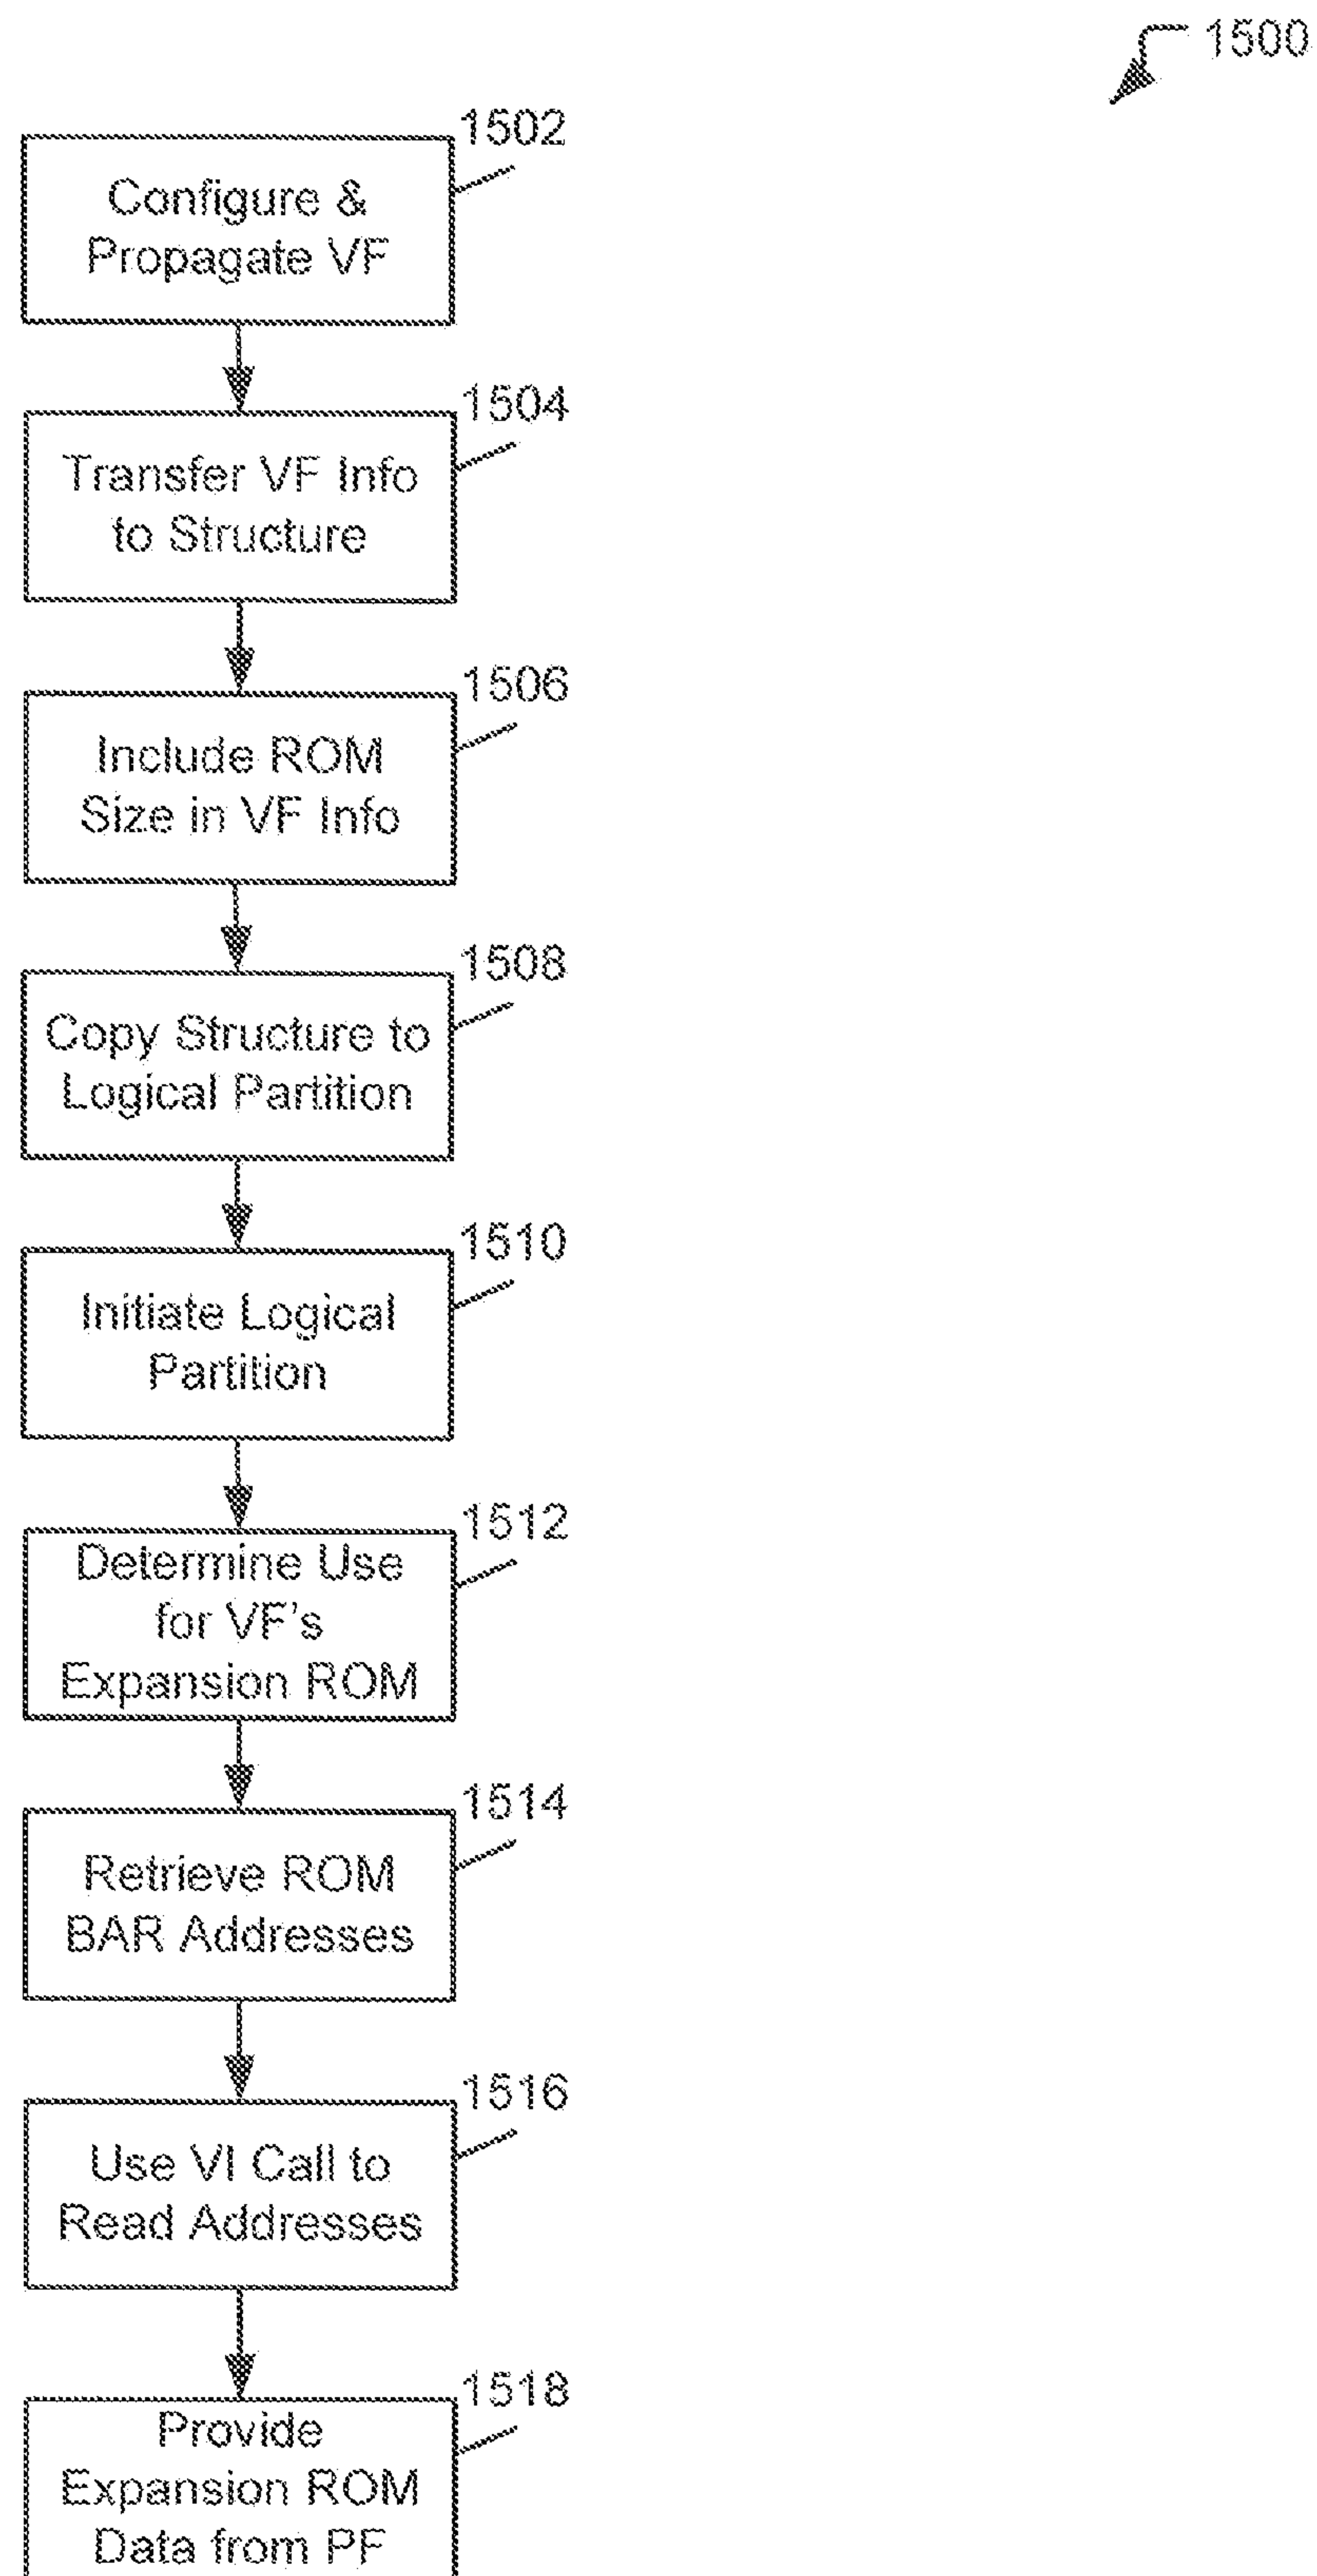 1500
1502
Configure &
Propagate VF
1504
Transfer VF Info
to Structure
1506
Include ROM
Size in VF Info
1508
Copy Structure to
Logical Partition
1510
Initiate Logical
Partition
1512
Determine Use
for VF's
Expansion ROM
1514
Retrieve ROM
BAR Addresses
1516
Use VI Call to
Read Addresses
1518
Provide
Expansion ROM
Data from PF